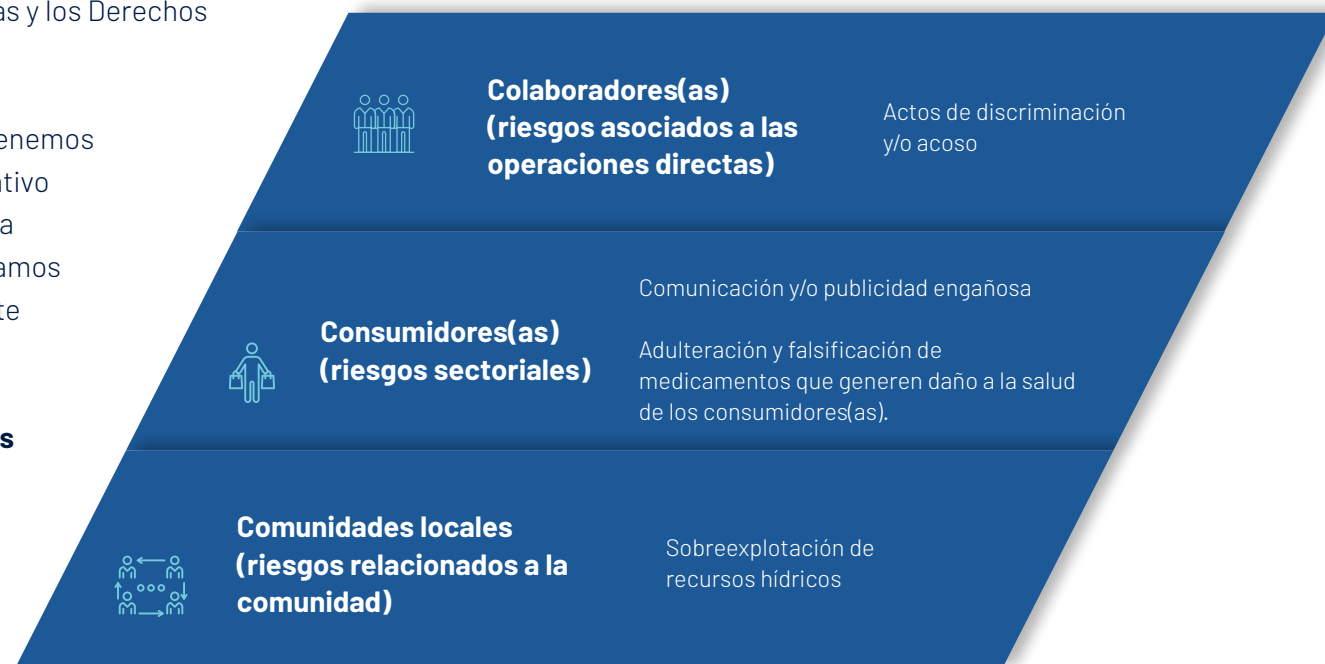 as y los Derechos
enemos
ativo
a
amos
te
s
Colaboradores(as)
(riesgos asociados a las
operaciones directas)
Actos de discriminación
y/o acoso
Consumidores(as)
(riesgos sectoriales)
Comunicación y/o publicidad engañosa
Adulteración y falsificación de
medicamentos que generen daño a la salud
de los consumidores(as).
Comunidades locales
(riesgos relacionados a la
comunidad)
Sobreexplotación de
recursos hídricos